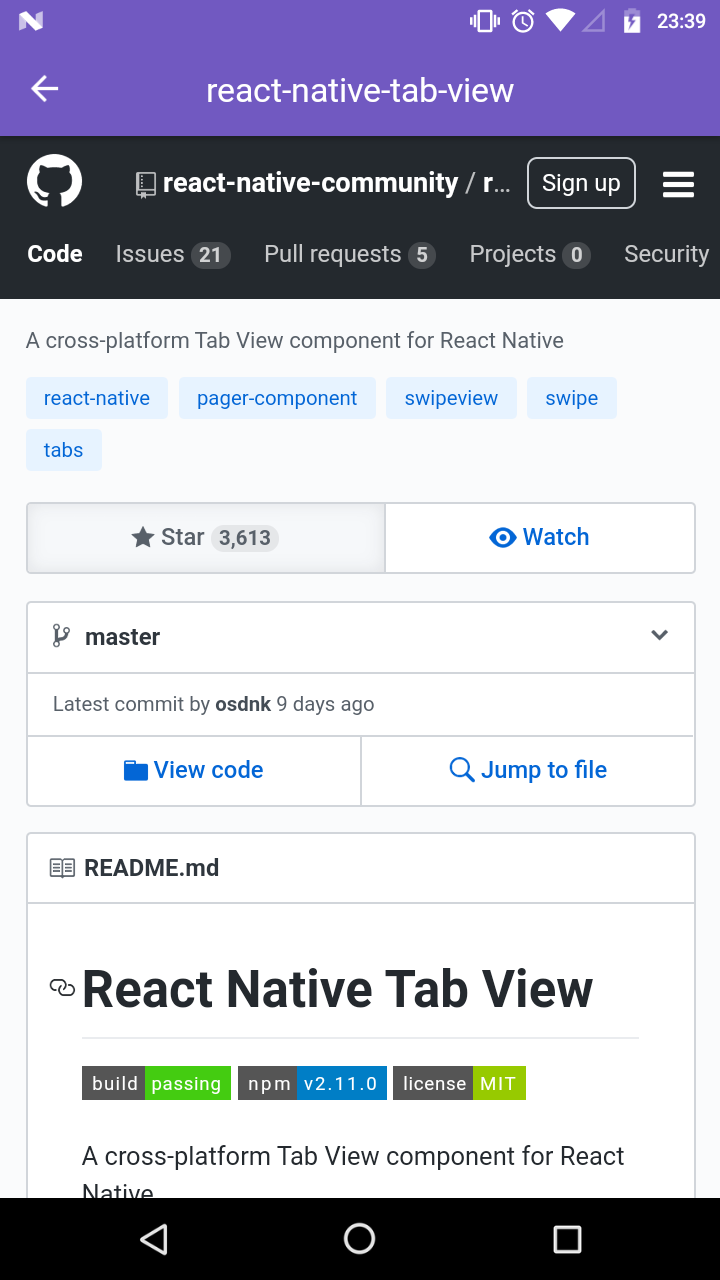 23:39
react-native-tab-view
react-native-community / r... Sign up
Code Issues 21 Pull requests 5 Projects 0 Security
A cross-platform Tab View component for React Native
react-native pager-component swipeview swipe
tabs
Star 3,613 Watch
master
Latest commit by osdnk 9 days ago
View code Jump to file
README.md
React Native Tab View
build passing npm v2.11.0 license MIT
A cross-platform Tab View component for React
Native